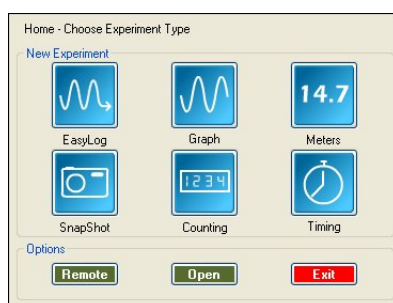 Home - Choose Experiment Type
New Experiment
14.7
EasyLog Graph Meters
1234
SnapShot Counting Timing
Options
Remote Open Exit